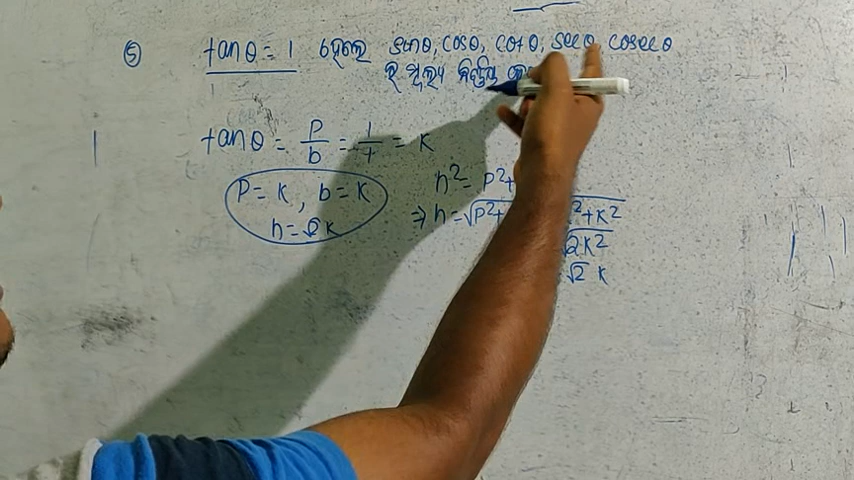 ⑤ tanθ = 1 ହେଲେ sinθ, cosθ, cotθ, secθ, cosecθ
ର ମୂଲ୍ୟ ନିର୍ଣ୍ଣୟ
tanθ = p/b = 1/1 = K
P = K, b = K
h = √2 K
h² = P² +
⇒ h = √P² + ² + K²
√2K²
√2 K